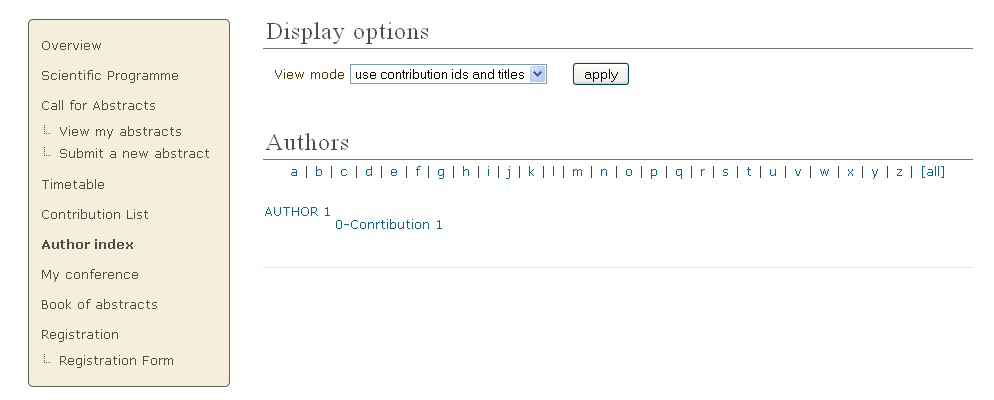 Overview
Scientific Programme
Call for Abstracts
View my abstracts
Submit a new abstract
Timetable
Contribution List
Author index
My conference
Book of abstracts
Registration
Registration Form
Display options
View mode use contribution ids and titles apply
Authors
a | b | c | d | e | f | g | h | i | j | k | l | m | n | o | p | q | r | s | t | u | v | w | x | y | z | [all]
AUTHOR 1
0-Conrtibution 1